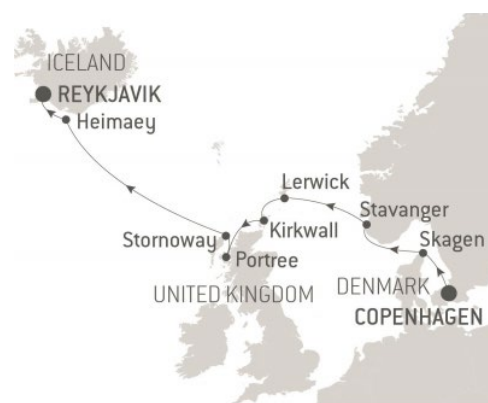 ICELAND
REYKJAVIK
Heimaey
Lerwick
Stavanger
Kirkwall
Stornoway
Skagen
Portree
DENMARK
UNITED KINGDOM
COPENHAGEN